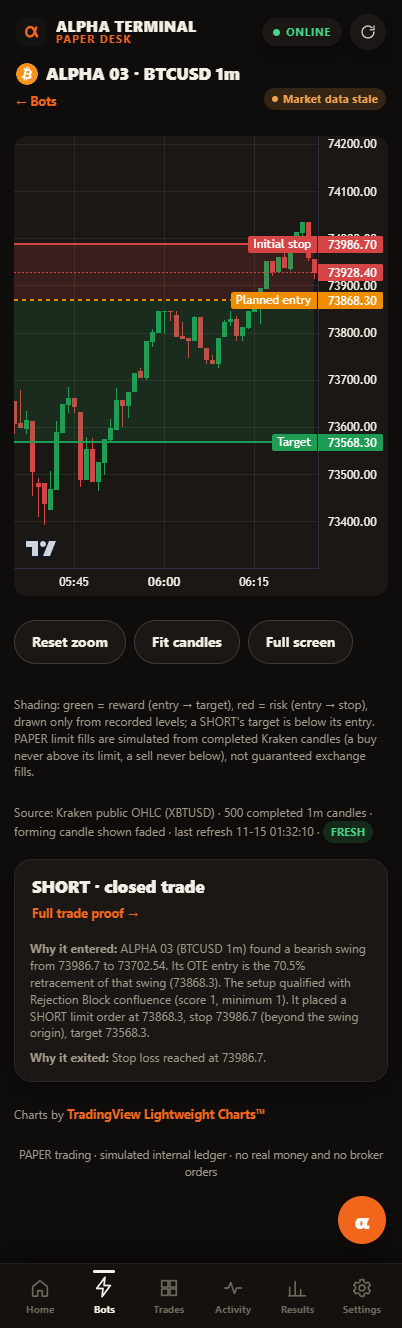 α
ALPHA TERMINAL
PAPER DESK
ONLINE
ALPHA 03 · BTCUSD 1m
← Bots
Market data stale
74200.00
74100.00
Initial stop 73986.70
73928.40
73900.00
Planned entry 73868.30
73800.00
73700.00
73600.00
Target 73568.30
73500.00
73400.00
05:45 06:00 06:15
Reset zoom
Fit candles
Full screen
Shading: green = reward (entry → target), red = risk (entry → stop),
drawn only from recorded levels; a SHORT's target is below its entry.
PAPER limit fills are simulated from completed Kraken candles (a buy
never above its limit, a sell never below), not guaranteed exchange
fills.
Source: Kraken public OHLC (XBTUSD) · 500 completed 1m candles ·
forming candle shown faded · last refresh 11-15 01:32:10 · FRESH
SHORT · closed trade
Full trade proof →
Why it entered: ALPHA 03 (BTCUSD 1m) found a bearish swing
from 73986.7 to 73702.54. Its OTE entry is the 70.5%
retracement of that swing (73868.3). The setup qualified with
Rejection Block confluence (score 1, minimum 1). It placed a
SHORT limit order at 73868.3, stop 73986.7 (beyond the swing
origin), target 73568.3.
Why it exited: Stop loss reached at 73986.7.
Charts by TradingView Lightweight Charts™
PAPER trading · simulated internal ledger · no real money and no broker
orders
α
Home
Bots
Trades
Activity
Results
Settings